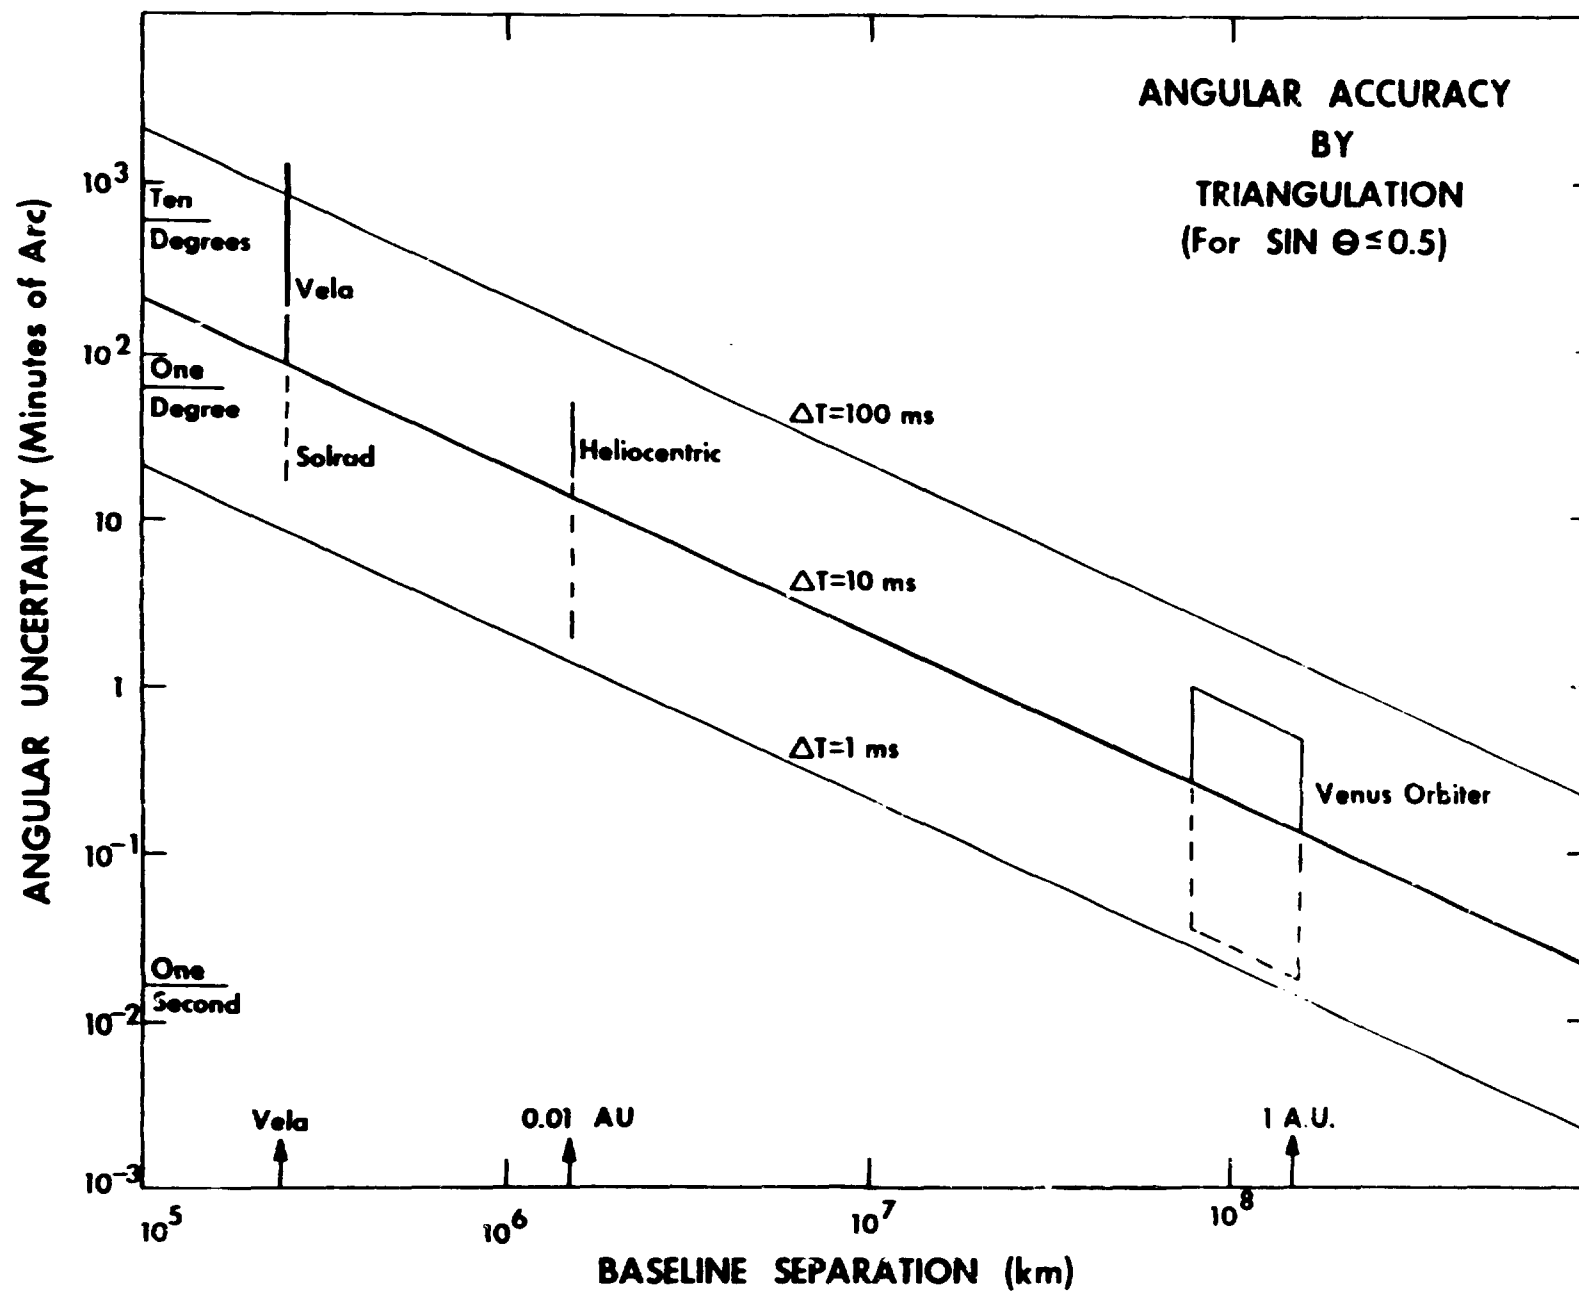 ANGULAR ACCURACY
BY
TRIANGULATION
(For SIN Θ≤0.5)
ANGULAR UNCERTAINTY (Minutes of Arc)
10³
Ten
Degrees
10²
One
Degree
10
1
10⁻¹
One
Second
10⁻²
10⁻³
Vela
Solrad
Heliocentric
ΔT=100 ms
ΔT=10 ms
ΔT=1 ms
Venus Orbiter
Vela
0.01 AU
1 A.U.
10⁵
10⁶
10⁷
10⁸
BASELINE SEPARATION (km)